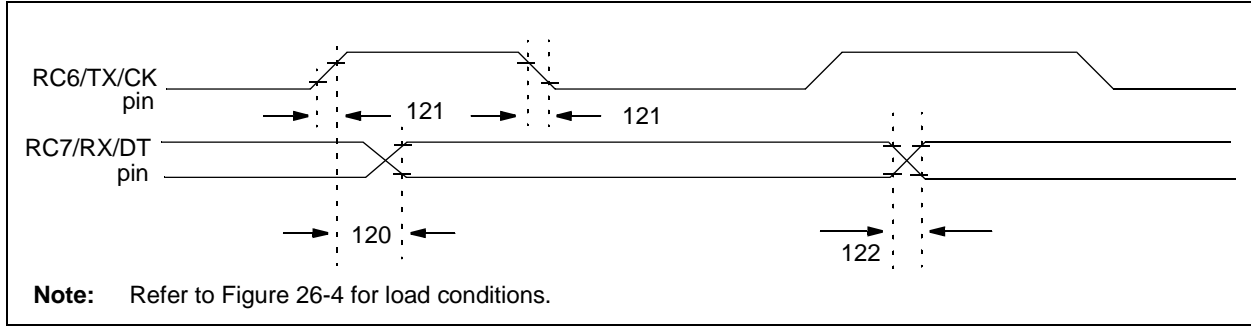 RC6/TX/CK
pin
121
121
RC7/RX/DT
pin
120
122
Note: Refer to Figure 26-4 for load conditions.